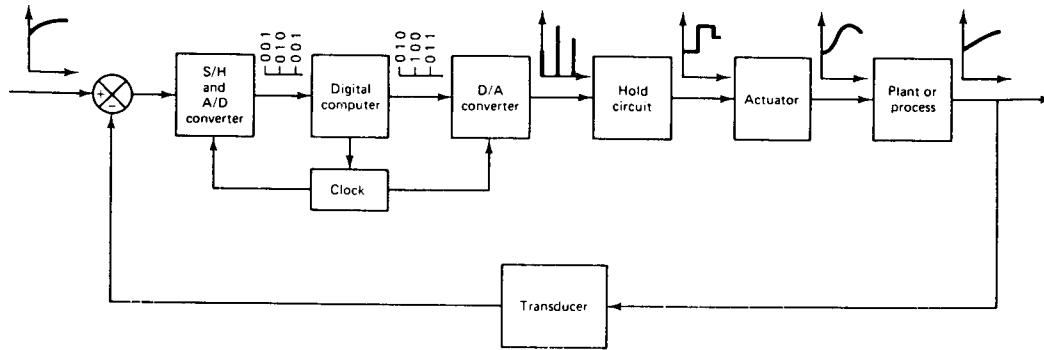 001
010
001
010
100
011
+
−
S/H
and
A/D
converter
Digital
computer
D/A
converter
Hold
circuit
Actuator
Plant or
process
Clock
Transducer